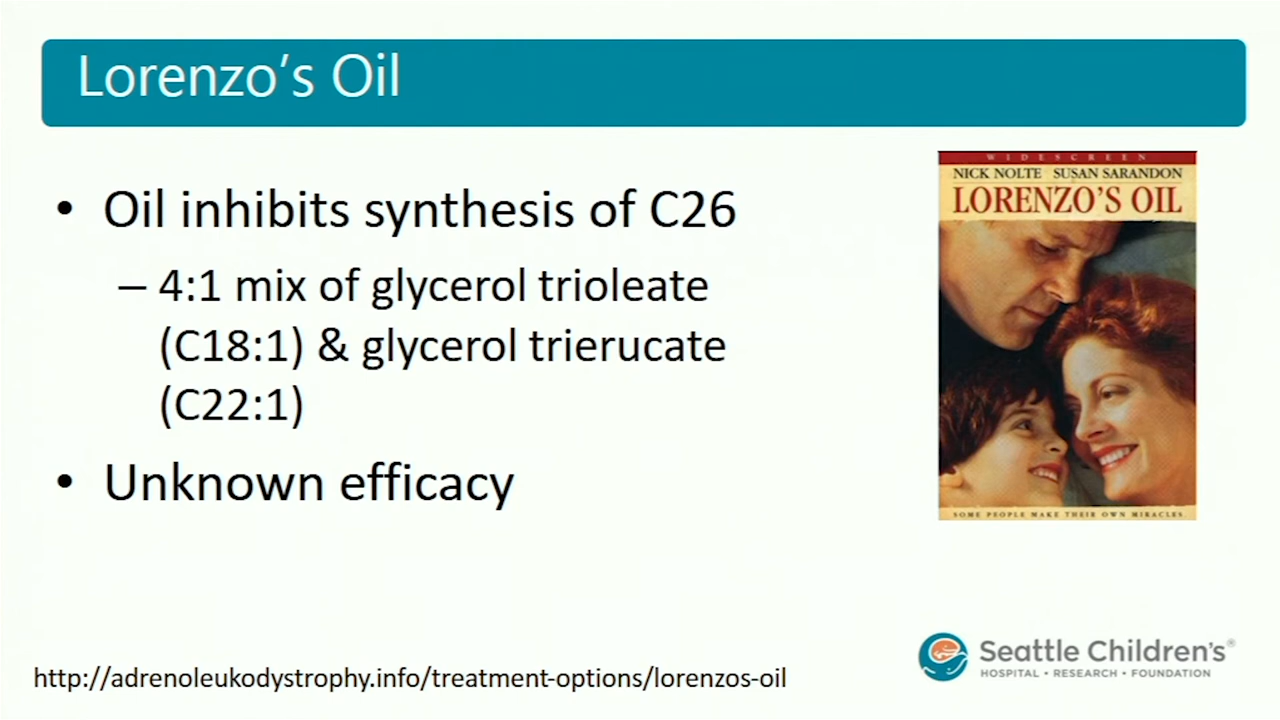 Lorenzo's Oil
• Oil inhibits synthesis of C26
– 4:1 mix of glycerol trioleate
(C18:1) & glycerol trierucate
(C22:1)
• Unknown efficacy
WIDESCREEN
NICK NOLTE SUSAN SARANDON
LORENZO'S OIL
SOME PEOPLE MAKE THEIR OWN MIRACLES.
http://adrenoleukodystrophy.info/treatment-options/lorenzos-oil
Seattle Children's®
HOSPITAL • RESEARCH • FOUNDATION